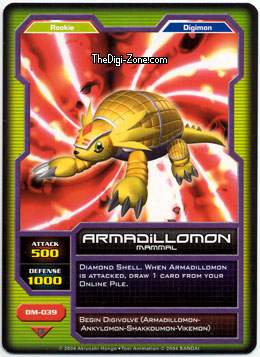 Rookie
Digimon
TheDigi-Zone.com
ARMADILLOMON
MAMMAL
ATTACK
500
DEFENSE
1000
DIAMOND SHELL. WHEN ARMADILLOMON
IS ATTACKED, DRAW 1 CARD FROM YOUR
ONLINE PILE.
DM-039
BEGIN DIGIVOLVE (ARMADILLOMON-
ANKYLOMON-SHAKKOUMON-VIKEMON)
© 2004 Akiyoshi Hongo • Toei Animation © 2004 BANDAI